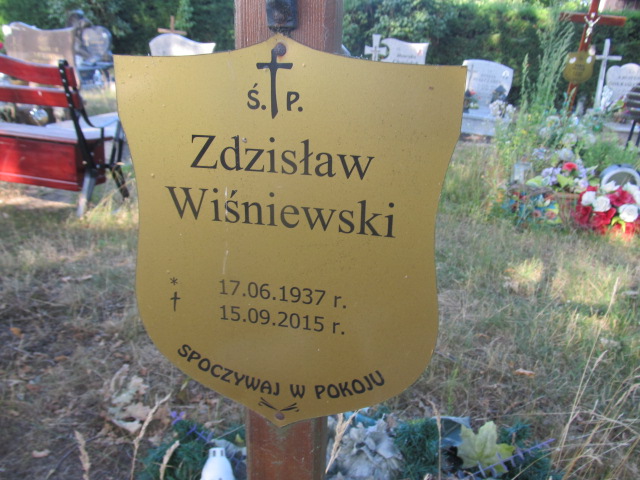 Ś. P.
Zdzisław
Wiśniewski
* 17.06.1937 r.
† 15.09.2015 r.
SPOCZYWAJ W POKOJU